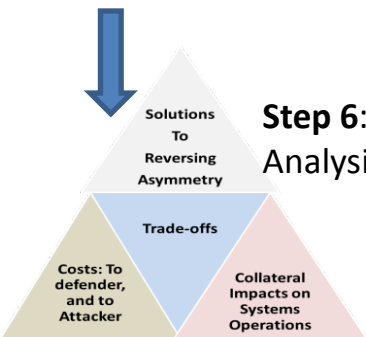 Solutions
To
Reversing
Asymmetry
Step 6:
Analysi
Trade-offs
Costs: To
defender,
and to
Attacker
Collateral
Impacts on
Systems
Operations